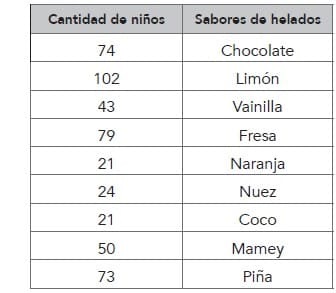 Cantidad de niños Sabores de helados
74 Chocolate
102 Limón
43 Vainilla
79 Fresa
21 Naranja
24 Nuez
21 Coco
50 Mamey
73 Piña